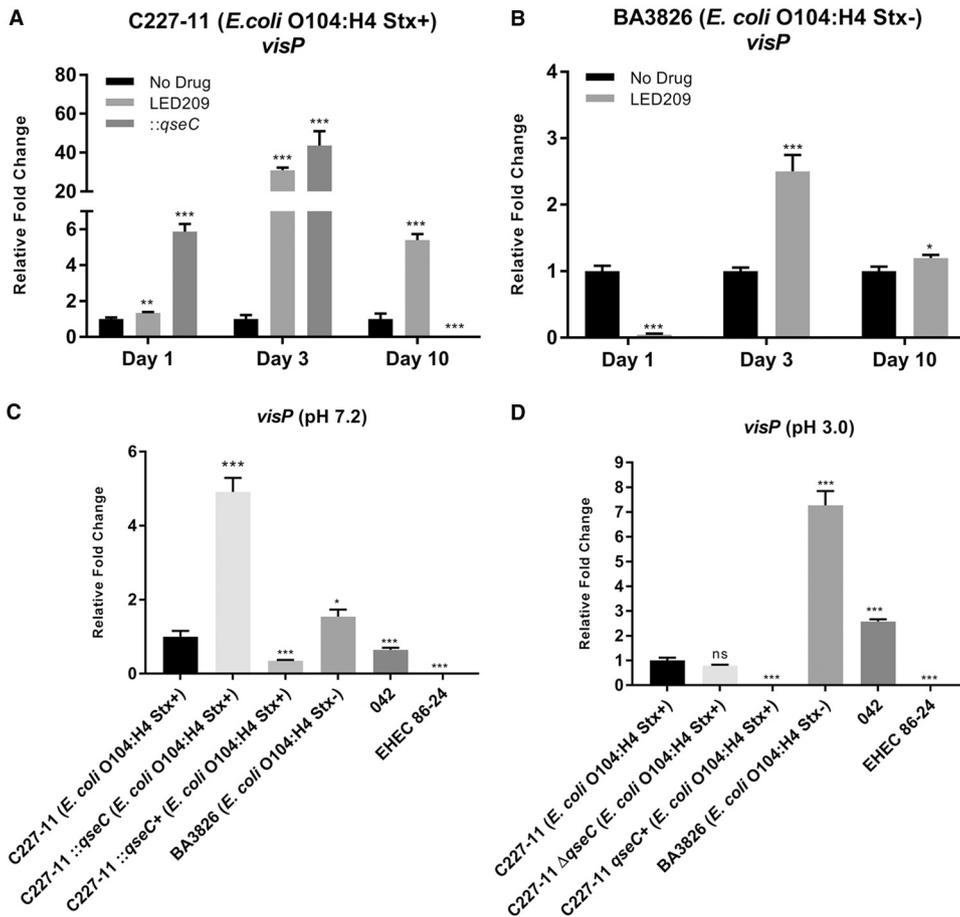 A
C227-11 (E.coli O104:H4 Stx+)
visP
Relative Fold Change
80
60
40
20
6
4
2
0
No Drug
LED209
::qseC
**
***
***
***
***
***
Day 1
Day 3
Day 10
B
BA3826 (E. coli O104:H4 Stx-)
visP
Relative Fold Change
4
3
2
1
0
No Drug
LED209
***
***
*
Day 1
Day 3
Day 10
C
visP (pH 7.2)
Relative Fold Change
6
4
2
0
***
***
*
***
***
C227-11 (E. coli O104:H4 Stx+)
C227-11 ::qseC (E. coli O104:H4 Stx+)
C227-11 ::qseC+ (E. coli O104:H4 Stx+)
BA3826 (E. coli O104:H4 Stx-)
042
EHEC 86-24
D
visP (pH 3.0)
Relative Fold Change
9
8
7
6
5
4
3
2
1
0
ns
***
***
***
***
C227-11 (E. coli O104:H4 Stx+)
C227-11 ΔqseC (E. coli O104:H4 Stx+)
C227-11 qseC+ (E. coli O104:H4 Stx+)
BA3826 (E. coli O104:H4 Stx-)
042
EHEC 86-24